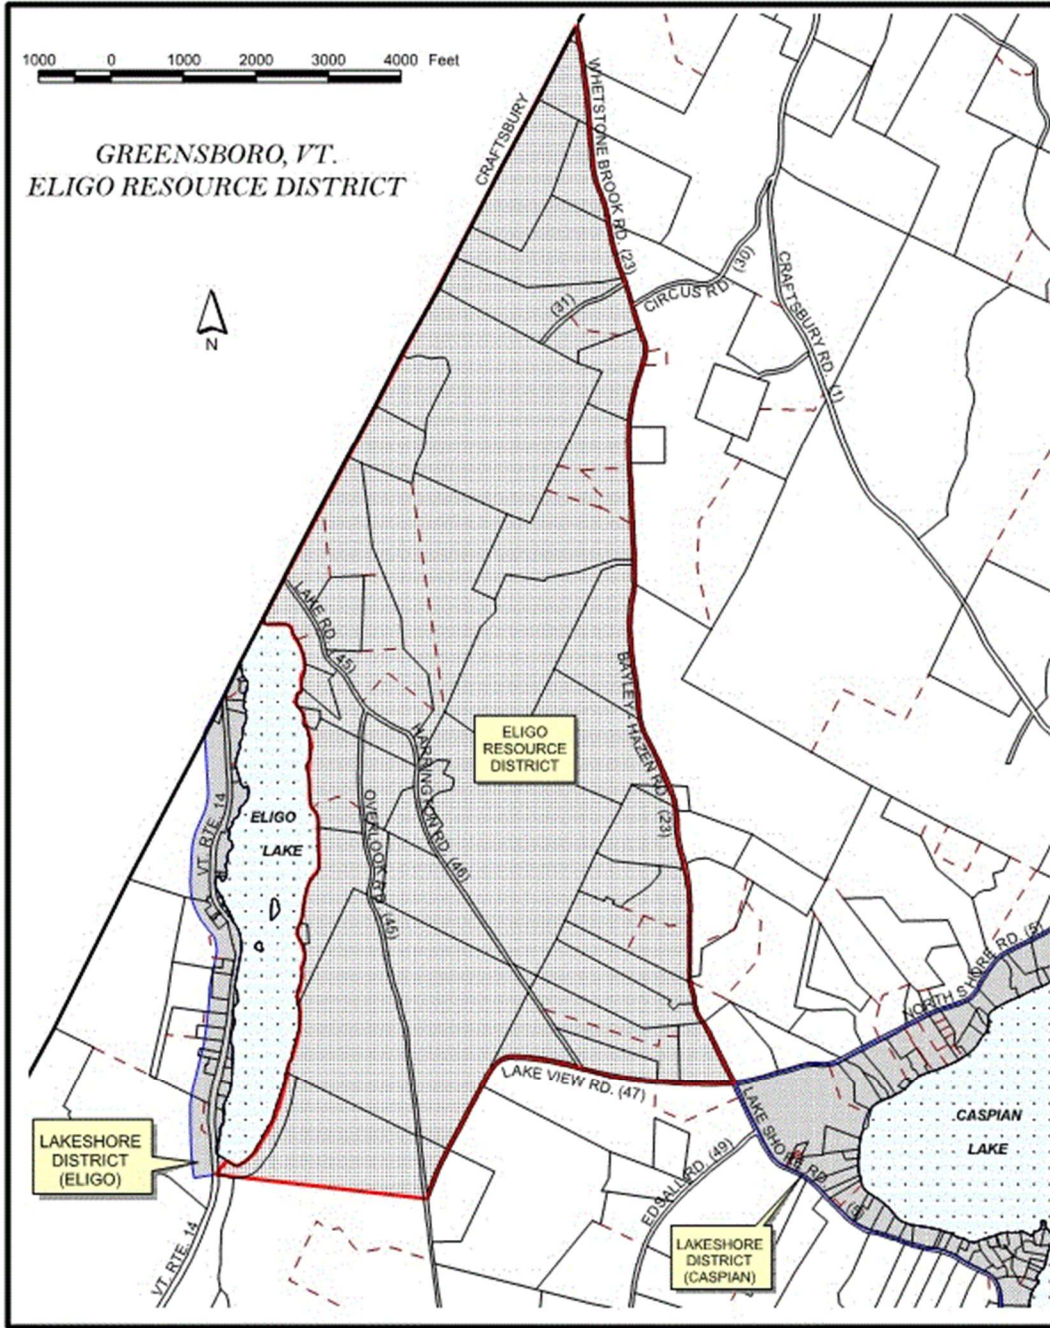 1000 0 1000 2000 3000 4000 Feet
GREENSBORO, VT.
ELIGO RESOURCE DISTRICT
N
CRAFTSBURY
WHETSTONE BROOK RD. (23)
(31)
CIRCUS RD. (30)
CRAFTSBURY RD. (1)
LAKE RD. (45)
HARRINGTON RD. (46)
OVERLOOK RD. (45)
BAYLEY - HAZEN RD. (23)
ELIGO
RESOURCE
DISTRICT
VT. RTE. 14
ELIGO
LAKE
NORTH SHORE RD. (5)
LAKE VIEW RD. (47)
LAKE SHORE RD. (5)
EDSALL RD. (49)
CASPIAN
LAKE
LAKESHORE
DISTRICT
(ELIGO)
VT. RTE. 14
LAKESHORE
DISTRICT
(CASPIAN)